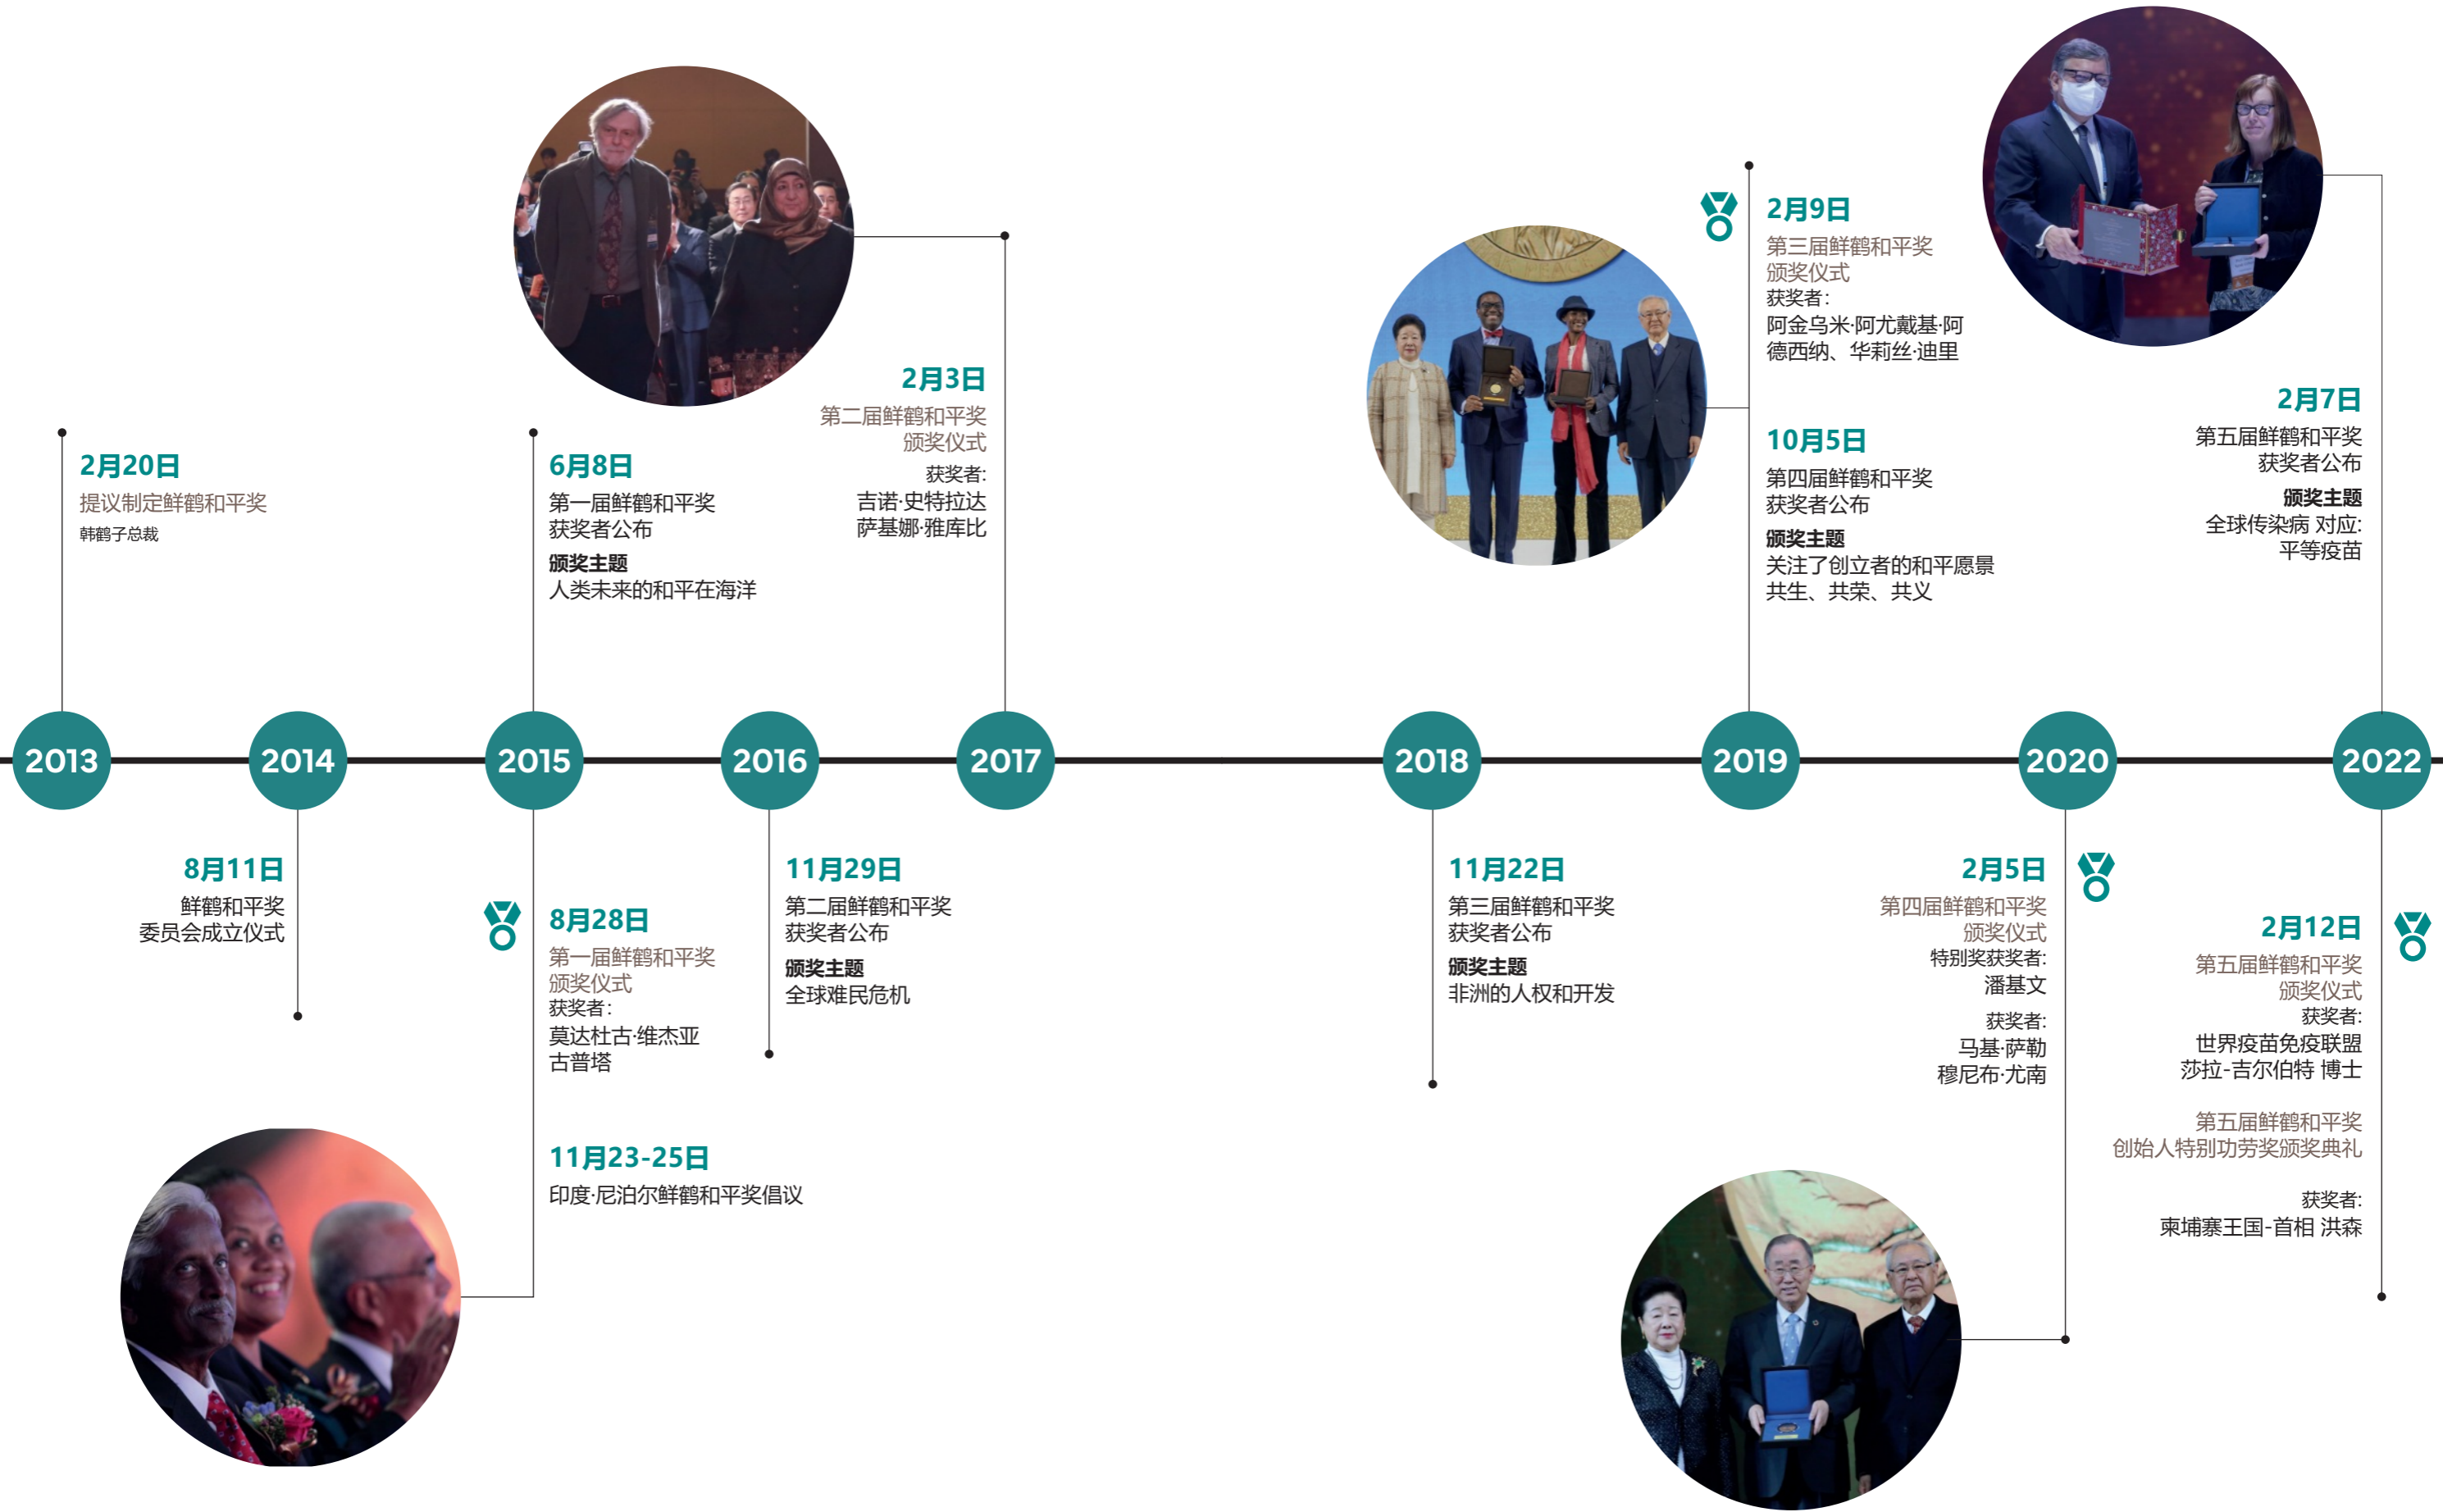 2月20日
提议制定鲜鹤和平奖
韩鹤子总裁
6月8日
第一届鲜鹤和平奖
获奖者公布
颁奖主题
人类未来的和平在海洋
2月3日
第二届鲜鹤和平奖
颁奖仪式
获奖者:
吉诺·史特拉达
萨基娜·雅库比
2月9日
第三届鲜鹤和平奖
颁奖仪式
获奖者:
阿金乌米·阿尤戴基·阿
德西纳、华莉丝·迪里
10月5日
第四届鲜鹤和平奖
获奖者公布
颁奖主题
关注了创立者的和平愿景
共生、共荣、共义
2月7日
第五届鲜鹤和平奖
获奖者公布
颁奖主题
全球传染病 对应:
平等疫苗
2013
2014
2015
2016
2017
2018
2019
2020
2022
8月11日
鲜鹤和平奖
委员会成立仪式
8月28日
第一届鲜鹤和平奖
颁奖仪式
获奖者:
莫达杜古·维杰亚
古普塔
11月23-25日
印度·尼泊尔鲜鹤和平奖倡议
11月29日
第二届鲜鹤和平奖
获奖者公布
颁奖主题
全球难民危机
11月22日
第三届鲜鹤和平奖
获奖者公布
颁奖主题
非洲的人权和开发
2月5日
第四届鲜鹤和平奖
颁奖仪式
特别奖获奖者:
潘基文
获奖者:
马基·萨勒
穆尼布·尤南
2月12日
第五届鲜鹤和平奖
颁奖仪式
获奖者:
世界疫苗免疫联盟
莎拉-吉尔伯特 博士
第五届鲜鹤和平奖
创始人特别功劳奖颁奖典礼
获奖者:
柬埔寨王国-首相 洪森